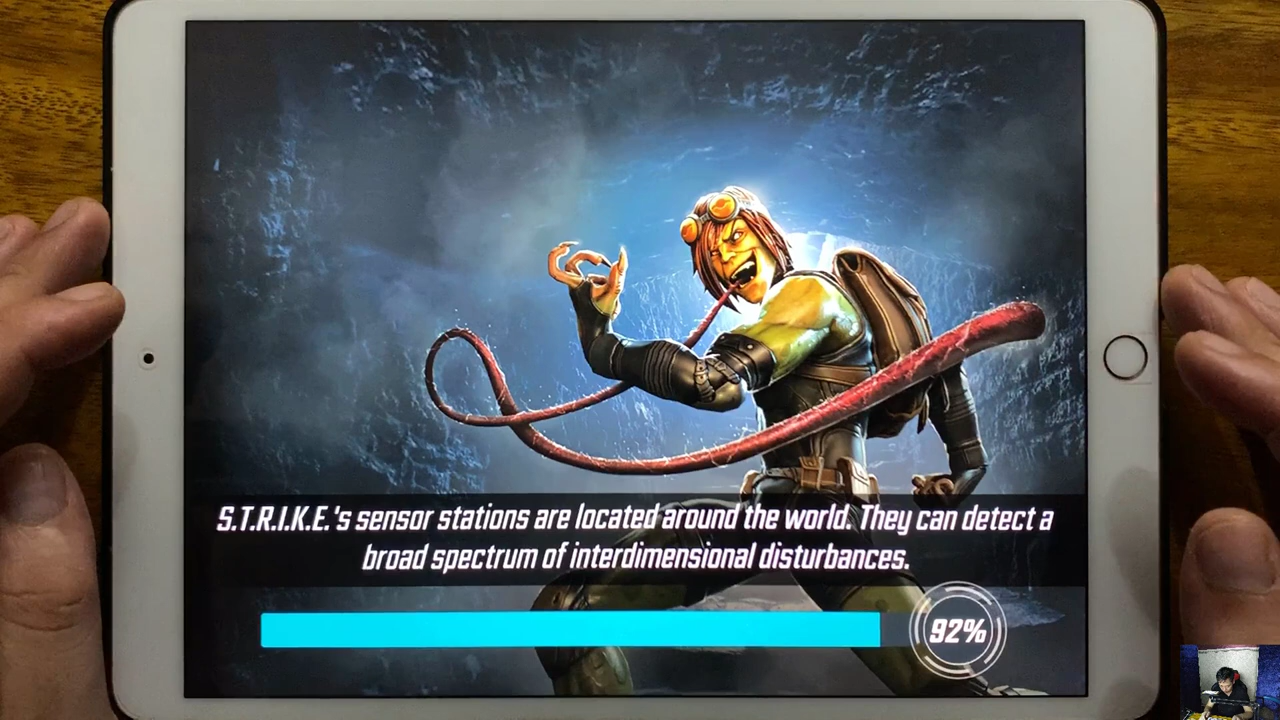 S.T.R.I.K.E.'s sensor stations are located around the world. They can detect a
broad spectrum of interdimensional disturbances.
92%